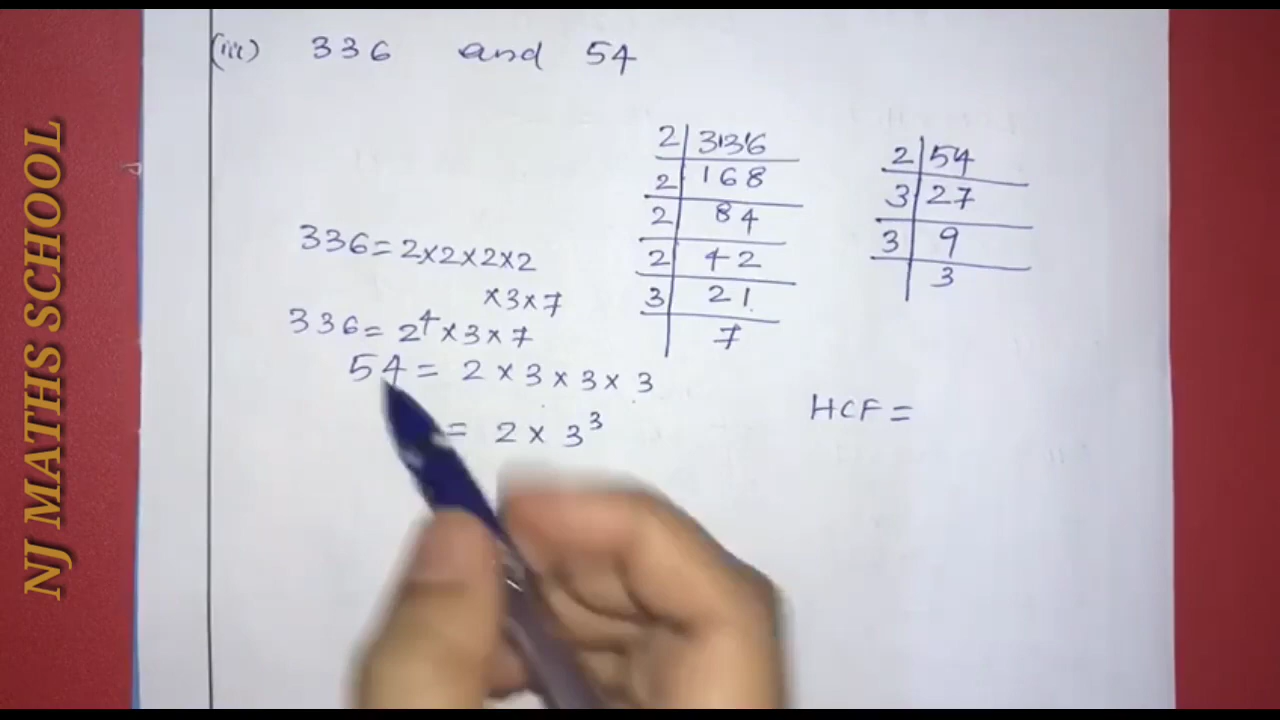 NJ MATHS SCHOOL
(iii) 336 and 54
2 336
2 168
2 84
2 42
3 21
7
2 54
3 27
3 9
3
336 = 2×2×2×2
×3×7
336 = 2⁴ × 3 × 7
54 = 2 × 3 × 3 × 3
= 2 × 3³
HCF =